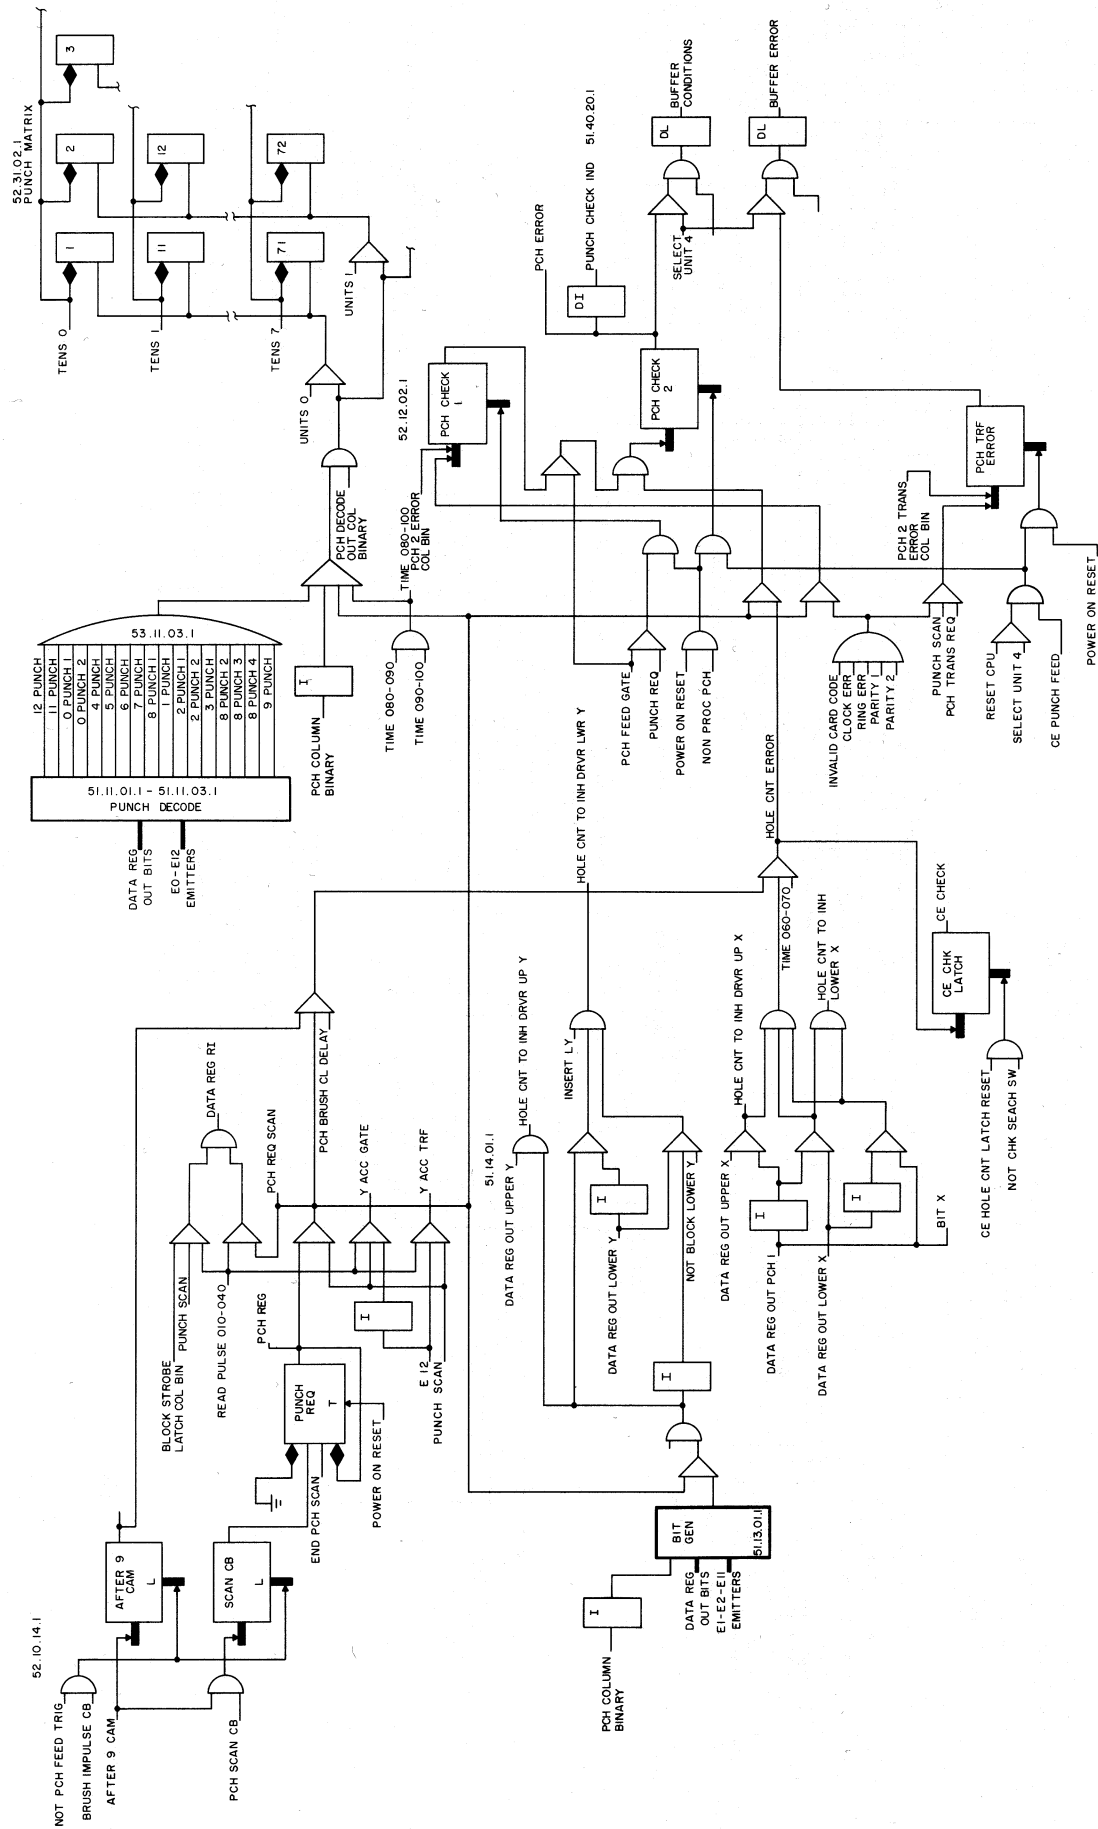 52.10.14.1
NOT PCH FEED TRIG
BRUSH IMPULSE CB
AFTER 9 CAM
PCH SCAN CB
AFTER 9
CAM
L
SCAN CB
L
END PCH SCAN
POWER ON RESET
PUNCH
REQ
T
PCH REG
BLOCK STROBE
LATCH COL BIN
PUNCH SCAN
READ PULSE 010-040
E 12
PUNCH SCAN
I
DATA REG RI
PCH REQ SCAN
PCH BRUSH CL DELAY
Y ACC GATE
Y ACC TRF
PCH COLUMN
BINARY
I
BIT
GEN
51.13.01.1
DATA REG
OUT BITS
E1-E2-E11
EMITTERS
I
51.14.01.1
DATA REG OUT UPPER Y
HOLE CNT TO INH DRVR UP Y
INSERT LY
DATA REG OUT LOWER Y
I
NOT BLOCK LOWER Y
HOLE CNT TO INH DRVR LWR Y
DATA REG OUT UPPER X
HOLE CNT TO INH DRVR UP X
DATA REG OUT PCH 1
I
DATA REG OUT LOWER X
I
BIT X
TIME 060-070
HOLE CNT TO INH
LOWER X
HOLE CNT ERROR
CE HOLE CNT LATCH RESET
NOT CHK SEACH SW
CE CHK
LATCH
CE CHECK
DATA REG
OUT BITS
E0-E12
EMITTERS
51.11.01.1 - 51.11.03.1
PUNCH DECODE
12 PUNCH
11 PUNCH
0 PUNCH 1
0 PUNCH 2
4 PUNCH
5 PUNCH
6 PUNCH
7 PUNCH
8 PUNCH 1
1 PUNCH
2 PUNCH 1
2 PUNCH 2
3 PUNCH
8 PUNCH 2
8 PUNCH 3
8 PUNCH 4
9 PUNCH
53.11.03.1
PCH COLUMN
BINARY
I
TIME 080-090
TIME 090-100
TIME 080-100
PCH DECODE
OUT COL
BINARY
UNITS 0
UNITS 1
TENS 0
TENS 1
TENS 7
52.31.02.1
PUNCH MATRIX
1
2
3
11
12
71
72
52.12.02.1
PCH 2 ERROR
COL BIN
PCH CHECK
1
PCH FEED GATE
PUNCH REQ
POWER ON RESET
NON PROC PCH
PCH CHECK
2
PCH ERROR
DI
PUNCH CHECK IND 51.40.20.1
SELECT
UNIT 4
DL
BUFFER
CONDITIONS
DL
BUFFER ERROR
INVALID CARD CODE
CLOCK ERR
RING ERR
PARITY 1
PARITY 2
PUNCH SCAN
PCH TRANS REQ
PCH 2 TRANS
ERROR
COL BIN
PCH TRF
ERROR
RESET CPU
SELECT UNIT 4
CE PUNCH FEED
POWER ON RESET